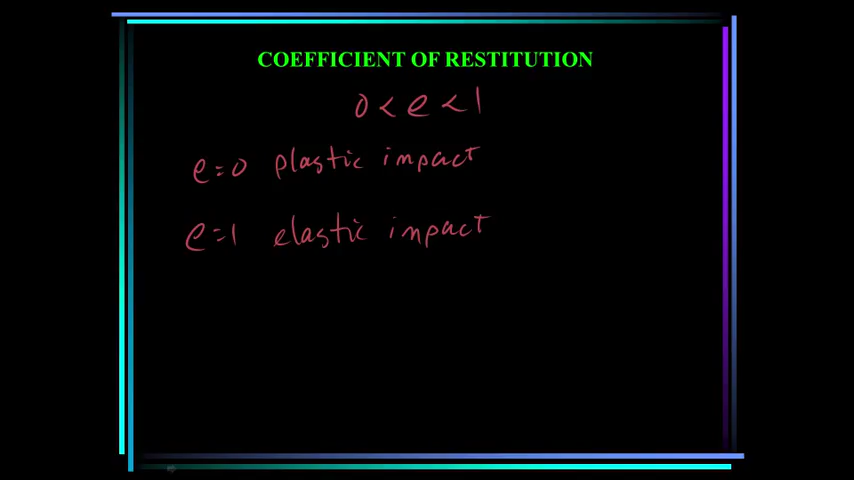 COEFFICIENT OF RESTITUTION
0 < e < 1
e=0 plastic impact
e=1 elastic impact